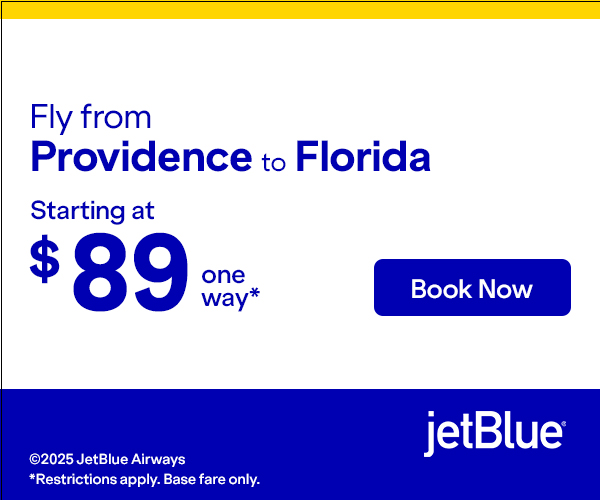 Fly from
Providence to Florida
Starting at
$89 one
way*
Book Now
jetBlue®
©2025 JetBlue Airways
*Restrictions apply. Base fare only.